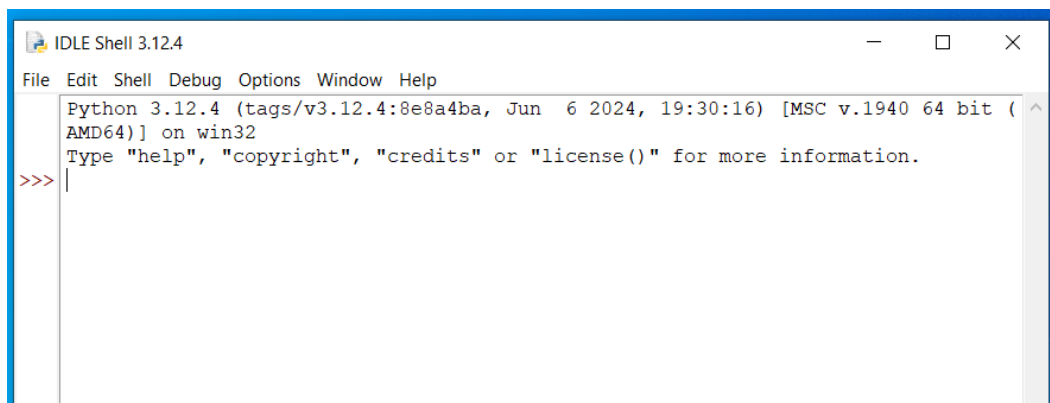 IDLE Shell 3.12.4
File Edit Shell Debug Options Window Help
Python 3.12.4 (tags/v3.12.4:8e8a4ba, Jun  6 2024, 19:30:16) [MSC v.1940 64 bit (
AMD64)] on win32
Type "help", "copyright", "credits" or "license()" for more information.
>>>